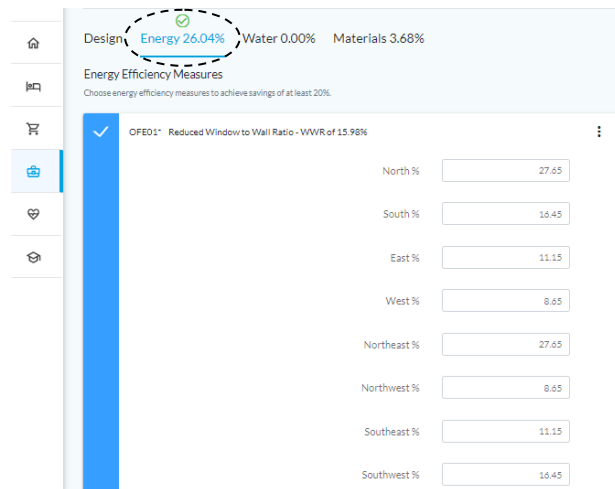 Design Energy 26.04% Water 0.00% Materials 3.68%
Energy Efficiency Measures
Choose energy efficiency measures to achieve savings of at least 20%.
OFE01* Reduced Window to Wall Ratio - WWR of 15.98%
North % 27.65
South % 16.45
East % 11.15
West % 8.65
Northeast % 27.65
Northwest % 8.65
Southeast % 11.15
Southwest % 16.45